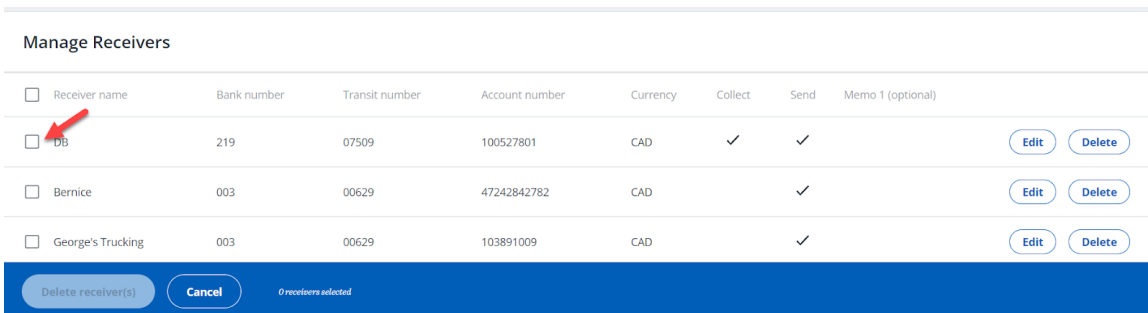 Manage Receivers
Receiver name Bank number Transit number Account number Currency Collect Send Memo 1 (optional)
DB 219 07509 100527801 CAD Edit Delete
Bernice 003 00629 47242842782 CAD Edit Delete
George's Trucking 003 00629 103891009 CAD Edit Delete
Delete receiver(s) Cancel 0 receivers selected